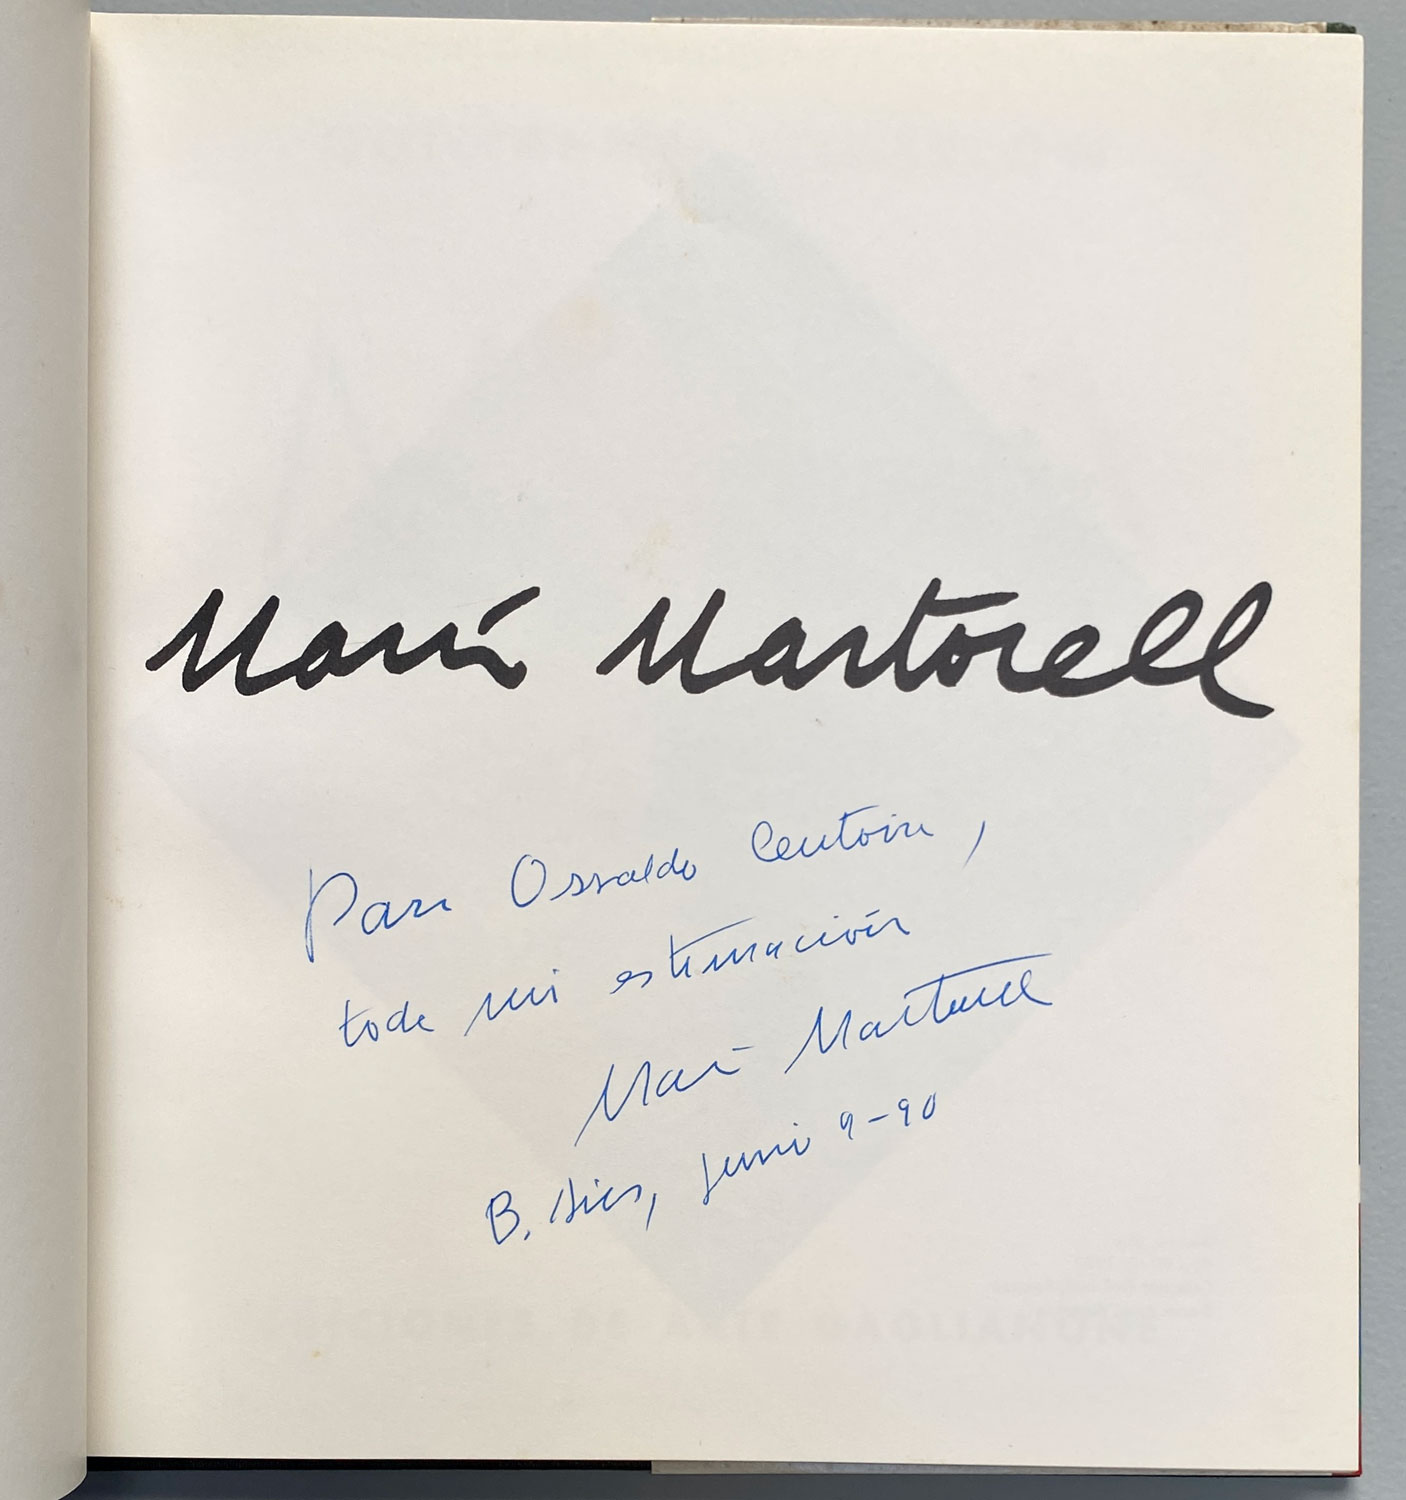 María Martorell
Para Osvaldo Centoira,
toda mi estimación
María Martorell
B. Aires, Junio 9-90